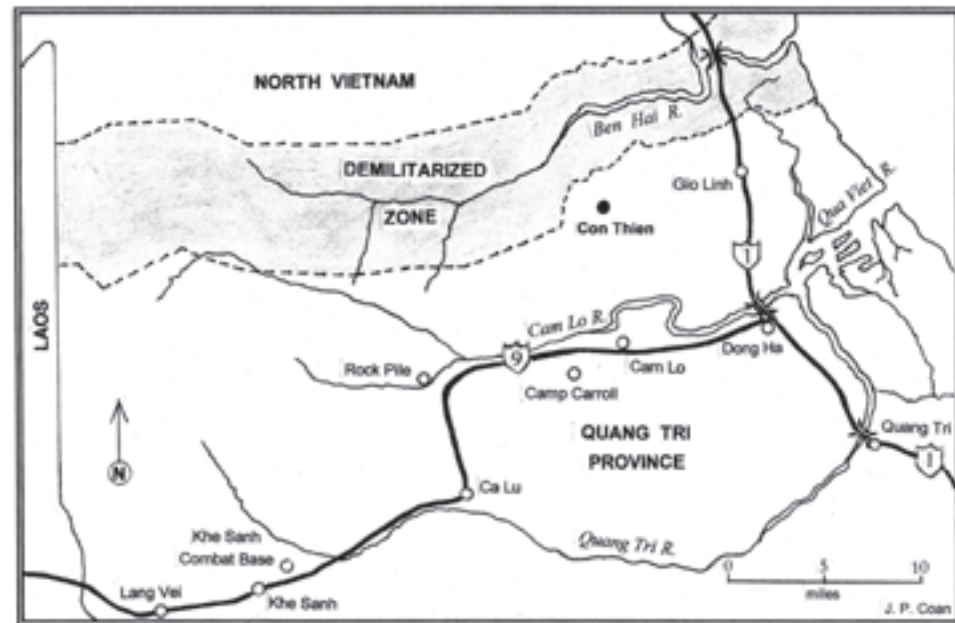 NORTH VIETNAM
Ben Hai R.
DEMILITARIZED
ZONE
Gio Linh
Qua Viet R.
Con Thien
1
LAOS
Cam Lo R.
9
Dong Ha
Rock Pile
Cam Lo
Camp Carroll
QUANG TRI
PROVINCE
Quang Tri
1
N
Ca Lu
Khe Sanh
Combat Base
Quang Tri R.
Lang Vei
Khe Sanh
0 5 10
miles
J. P. Coan